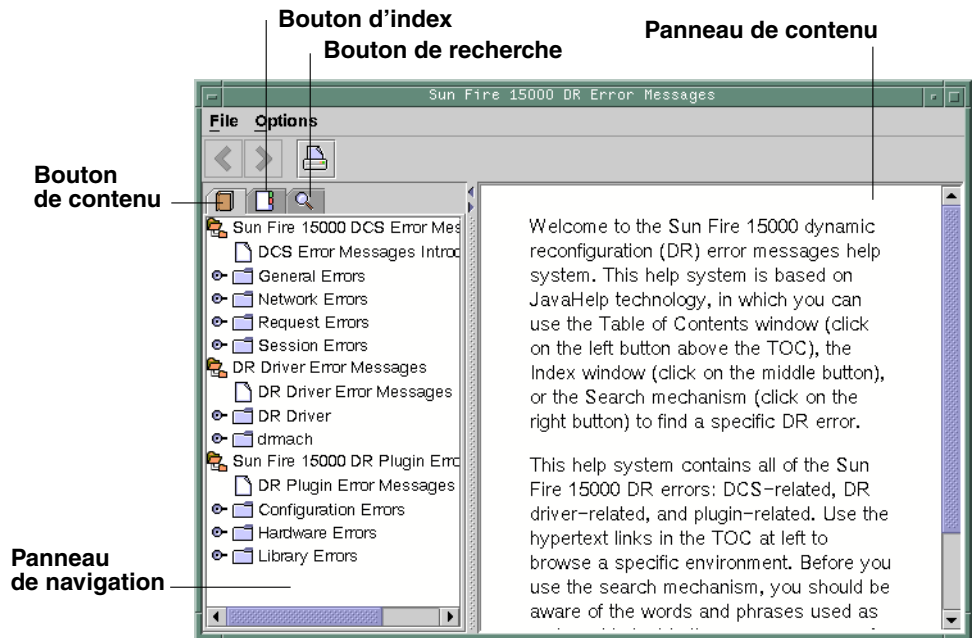 Bouton d'index
Bouton de recherche
Panneau de contenu
Sun Fire 15000 DR Error Messages
File Options
Bouton
de contenu
Sun Fire 15000 DCS Error Mes
DCS Error Messages Introc
General Errors
Network Errors
Request Errors
Session Errors
DR Driver Error Messages
DR Driver Error Messages
DR Driver
drmach
Sun Fire 15000 DR Plugin Erro
DR Plugin Error Messages
Configuration Errors
Hardware Errors
Library Errors
Panneau
de navigation
Welcome to the Sun Fire 15000 dynamic
reconfiguration (DR) error messages help
system. This help system is based on
JavaHelp technology, in which you can
use the Table of Contents window (click
on the left button above the TOC), the
Index window (click on the middle button),
or the Search mechanism (click on the
right button) to find a specific DR error.
This help system contains all of the Sun
Fire 15000 DR errors: DCS-related, DR
driver-related, and plugin-related. Use the
hypertext links in the TOC at left to
browse a specific environment. Before you
use the search mechanism, you should be
aware of the words and phrases used as